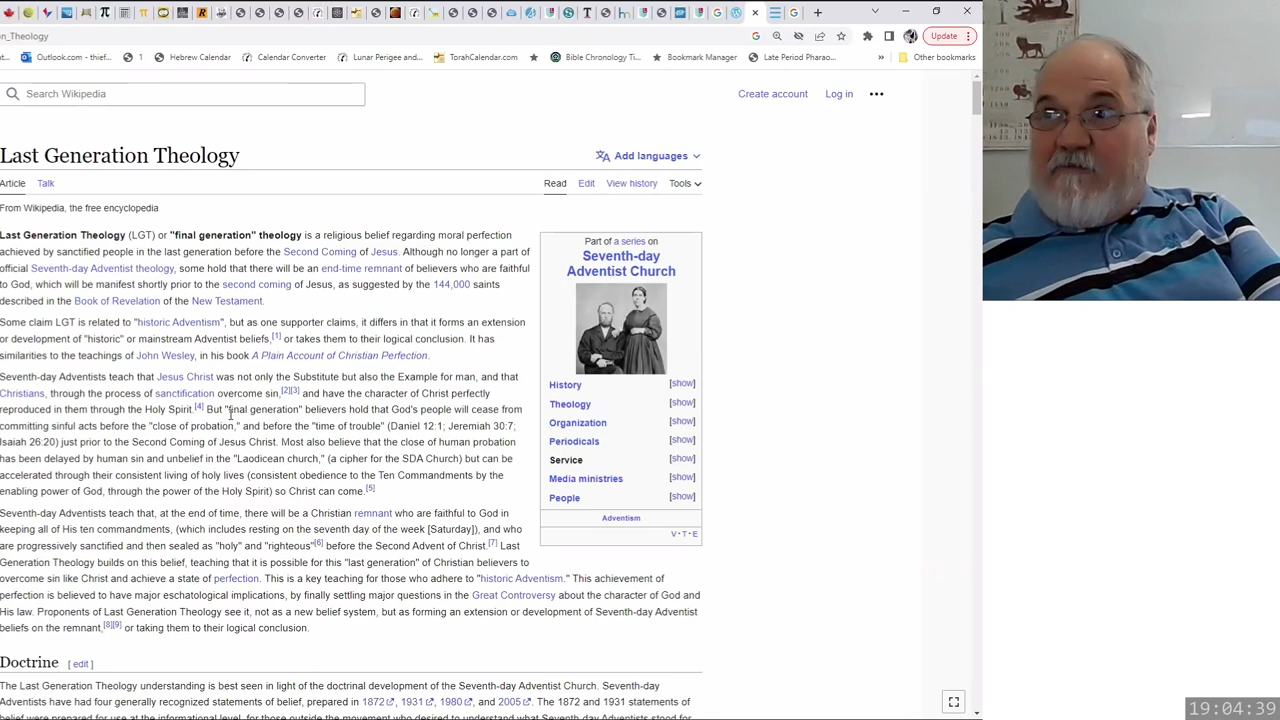 Update
Outlook.com - thief...
1
Hebrew Calendar...
Calendar Converte...
Lunar Perigee and...
TorahCalendar.com
Bible Chronology Ti...
Bookmark Manager
Late Period Pharao...
Other bookmarks
Search Wikipedia
Create account
Log in
Last Generation Theology
Add languages
Article
Talk
Read
Edit
View history
Tools
From Wikipedia, the free encyclopedia
Last Generation Theology (LGT) or "final generation" theology is a religious belief regarding moral perfection
achieved by sanctified people in the last generation before the Second Coming of Jesus. Although no longer a part of
official Seventh-day Adventist theology, some hold that there will be an end-time remnant of believers who are faithful
to God, which will be manifest shortly prior to the second coming of Jesus, as suggested by the 144,000 saints
described in the Book of Revelation of the New Testament.
Some claim LGT is related to "historic Adventism", but as one supporter claims, it differs in that it forms an extension
or development of "historic" or mainstream Adventist beliefs,[1] or takes them to their logical conclusion. It has
similarities to the teachings of John Wesley, in his book A Plain Account of Christian Perfection.
Seventh-day Adventists teach that Jesus Christ was not only the Substitute but also the Example for man, and that
Christians, through the process of sanctification overcome sin,[2][3] and have the character of Christ perfectly
reproduced in them through the Holy Spirit.[4] But "final generation" believers hold that God's people will cease from
committing sinful acts before the "close of probation," and before the "time of trouble" (Daniel 12:1; Jeremiah 30:7;
Isaiah 26:20) just prior to the Second Coming of Jesus Christ. Most also believe that the close of human probation
has been delayed by human sin and unbelief in the "Laodicean church," (a cipher for the SDA Church) but can be
accelerated through their consistent living of holy lives (consistent obedience to the Ten Commandments by the
enabling power of God, through the power of the Holy Spirit) so Christ can come.[5]
Seventh-day Adventists teach that, at the end of time, there will be a Christian remnant who are faithful to God in
keeping all of His ten commandments, (which includes resting on the seventh day of the week [Saturday]), and who
are progressively sanctified and then sealed as "holy" and "righteous"[6] before the Second Advent of Christ.[7] Last
Generation Theology builds on this belief, teaching that it is possible for this "last generation" of Christian believers to
overcome sin like Christ and achieve a state of perfection. This is a key teaching for those who adhere to "historic Adventism." This achievement of
perfection is believed to have major eschatological implications, by finally settling major questions in the Great Controversy about the character of God and
His law. Proponents of Last Generation Theology see it, not as a new belief system, but as forming an extension or development of Seventh-day Adventist
beliefs on the remnant,[8][9] or taking them to their logical conclusion.
Part of a series on
Seventh-day
Adventist Church
History [show]
Theology [show]
Organization [show]
Periodicals [show]
Service [show]
Media ministries [show]
People [show]
Adventism
V·T·E
Doctrine [ edit ]
The Last Generation Theology understanding is best seen in light of the doctrinal development of the Seventh-day Adventist Church. Seventh-day
Adventists have had four generally recognized statements of belief, prepared in 1872, 1931, 1980, and 2005. The 1872 and 1931 statements of
19:04:39